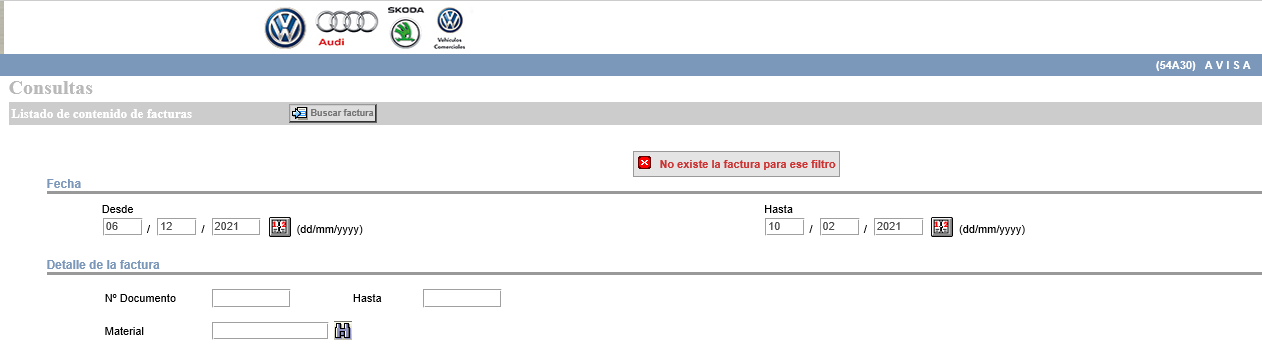 SKODA
Audi
Vehículos
Comerciales
(54A30) A V I S A
Consultas
Listado de contenido de facturas
Buscar factura
No existe la factura para ese filtro
Fecha
Desde
Hasta
06 / 12 / 2021 (dd/mm/yyyy)
10 / 02 / 2021 (dd/mm/yyyy)
Detalle de la factura
Nº Documento
Hasta
Material